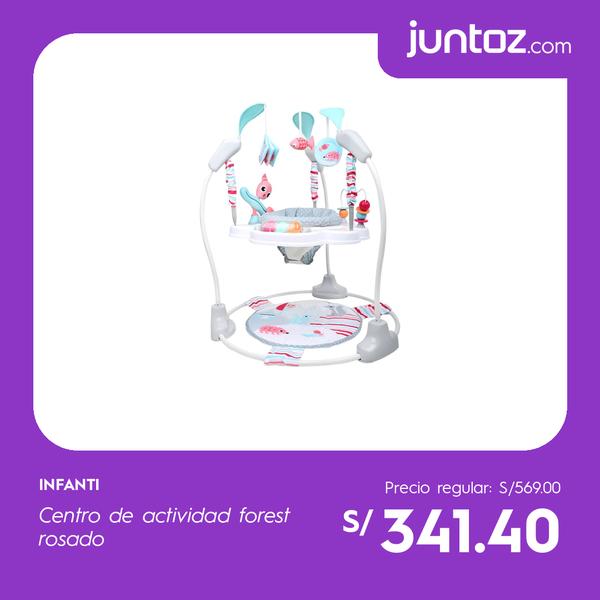 juntoz.com
INFANTI
Centro de actividad forest
rosado
Precio regular: S/569.00
S/341.40